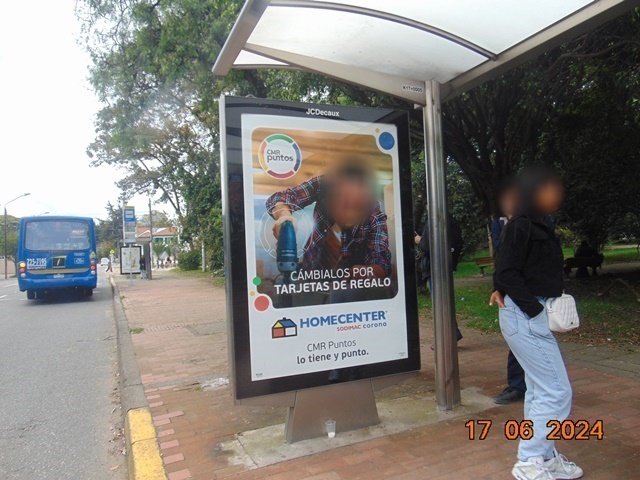 JCDecaux
CMR
puntos
CÁMBIALOS POR
TARJETAS DE REGALO
HOMECENTER
SODIMAC corona
CMR Puntos
lo tiene y punto.
17 06 2024